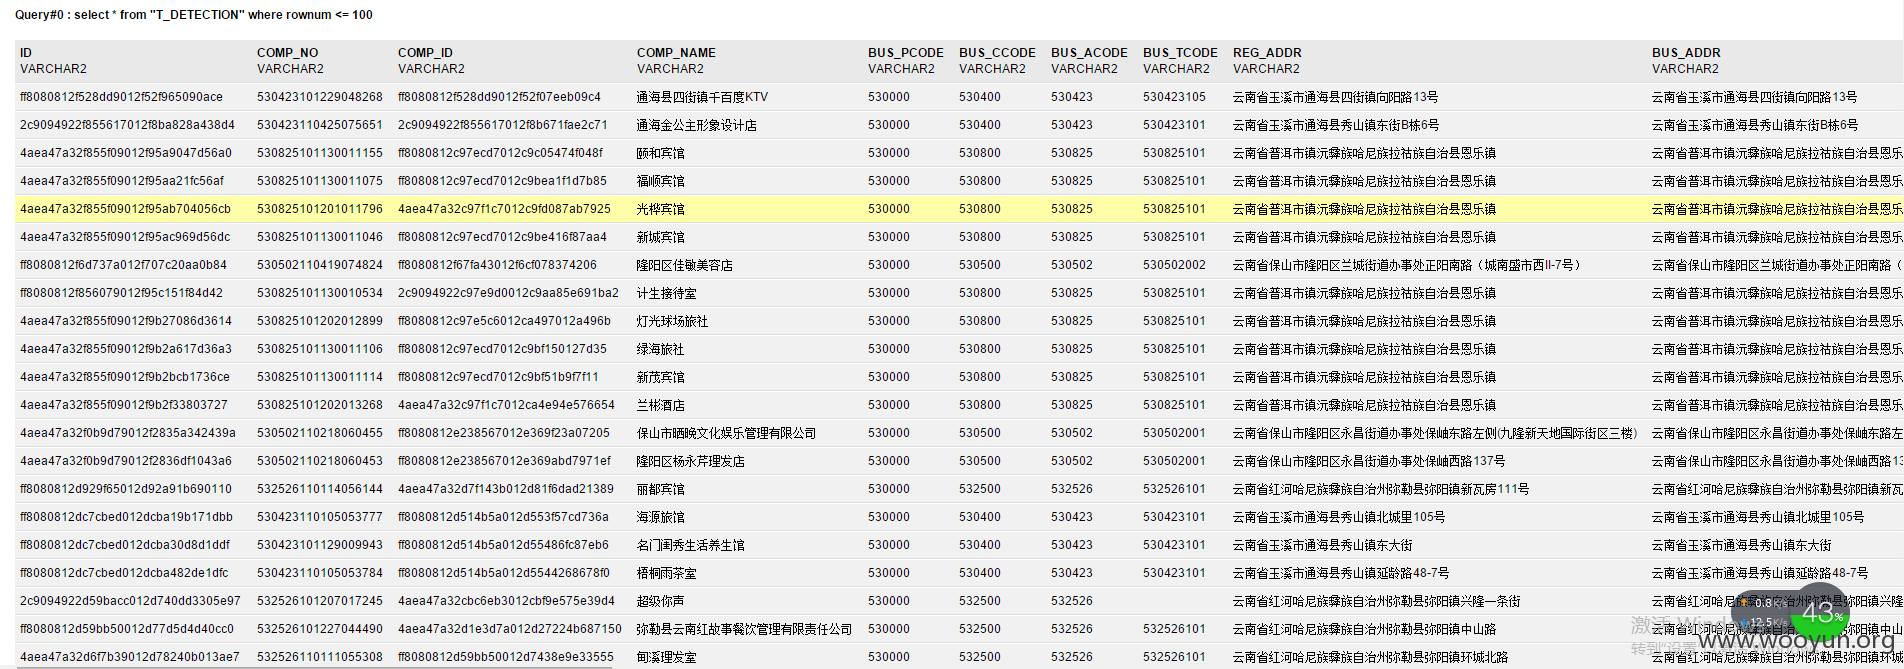 Query#0 : select * from "T_DETECTION" where rownum <= 100
ID COMP_NO COMP_ID COMP_NAME BUS_PCODE BUS_CCODE BUS_ACODE BUS_TCODE REG_ADDR BUS_ADDR
VARCHAR2 VARCHAR2 VARCHAR2 VARCHAR2 VARCHAR2 VARCHAR2 VARCHAR2 VARCHAR2 VARCHAR2 VARCHAR2
ff8080812f528dd9012f52f965090ace 530423101229048268 ff8080812f528dd9012f52f07eeb09c4 通海县四街镇千百度KTV 530000 530400 530423 530423105 云南省玉溪市通海县四街镇向阳路13号 云南省玉溪市通海县四街镇向阳路13号
2c9094922f855617012f8ba828a438d4 530423110425075651 2c9094922f855617012f8b671fae2c71 通海金公主形象设计店 530000 530400 530423 530423101 云南省玉溪市通海县秀山镇东街B栋6号 云南省玉溪市通海县秀山镇东街B栋6号
4aea47a32f855f09012f95a9047d56a0 530825101130011155 ff8080812c97ecd7012c9c05474f048f 颐和宾馆 530000 530800 530825 530825101 云南省普洱市镇沅彝族哈尼族拉祜族自治县恩乐镇 云南省普洱市镇沅彝族哈尼族拉祜族自治县恩乐
4aea47a32f855f09012f95aa21fc56af 530825101130011075 ff8080812c97ecd7012c9bea1f1d7b85 福顺宾馆 530000 530800 530825 530825101 云南省普洱市镇沅彝族哈尼族拉祜族自治县恩乐镇 云南省普洱市镇沅彝族哈尼族拉祜族自治县恩乐
4aea47a32f855f09012f95ab704056cb 530825101201011796 4aea47a32c97f1c7012c9fd087ab7925 光桦宾馆 530000 530800 530825 530825101 云南省普洱市镇沅彝族哈尼族拉祜族自治县恩乐镇 云南省普洱市镇沅彝族哈尼族拉祜族自治县恩乐
4aea47a32f855f09012f95ac969d56dc 530825101130011046 ff8080812c97ecd7012c9be416f87aa4 新城宾馆 530000 530800 530825 530825101 云南省普洱市镇沅彝族哈尼族拉祜族自治县恩乐镇 云南省普洱市镇沅彝族哈尼族拉祜族自治县恩乐
ff8080812f6d737a012f707c20aa0b84 530502110419074824 ff8080812f67fa43012f6cf078374206 隆阳区佳敏美容店 530000 530500 530502 530502002 云南省保山市隆阳区兰城街道办事处正阳南路（城南盛市西II-7号） 云南省保山市隆阳区兰城街道办事处正阳南路（
ff8080812f856079012f95c151f84d42 530825101130010534 2c9094922c97e9d0012c9aa85e691ba2 计生接待室 530000 530800 530825 530825101 云南省普洱市镇沅彝族哈尼族拉祜族自治县恩乐镇 云南省普洱市镇沅彝族哈尼族拉祜族自治县恩乐
4aea47a32f855f09012f9b27086d3614 530825101202012899 ff8080812c97e5c6012ca497012a496b 灯光球场旅社 530000 530800 530825 530825101 云南省普洱市镇沅彝族哈尼族拉祜族自治县恩乐镇 云南省普洱市镇沅彝族哈尼族拉祜族自治县恩乐
4aea47a32f855f09012f9b2a617d36a3 530825101130011106 ff8080812c97ecd7012c9bf150127d35 绿海旅社 530000 530800 530825 530825101 云南省普洱市镇沅彝族哈尼族拉祜族自治县恩乐镇 云南省普洱市镇沅彝族哈尼族拉祜族自治县恩乐
4aea47a32f855f09012f9b2bcb1736ce 530825101130011114 ff8080812c97ecd7012c9bf51b9f7f11 新茂宾馆 530000 530800 530825 530825101 云南省普洱市镇沅彝族哈尼族拉祜族自治县恩乐镇 云南省普洱市镇沅彝族哈尼族拉祜族自治县恩乐
4aea47a32f855f09012f9b2f33803727 530825101202013268 4aea47a32c97f1c7012ca4e94e576654 兰彬酒店 530000 530800 530825 530825101 云南省普洱市镇沅彝族哈尼族拉祜族自治县恩乐镇 云南省普洱市镇沅彝族哈尼族拉祜族自治县恩乐
4aea47a32f0b9d79012f2835a342439a 530502110218060455 ff8080812e238567012e369f23a07205 保山市晒晚文化娱乐管理有限公司 530000 530500 530502 530502001 云南省保山市隆阳区永昌街道办事处保岫东路左侧(九隆新天地国际街区三楼) 云南省保山市隆阳区永昌街道办事处保岫东路左
4aea47a32f0b9d79012f2836df1043a6 530502110218060453 ff8080812e238567012e369abd7971ef 隆阳区杨永芹理发店 530000 530500 530502 530502001 云南省保山市隆阳区永昌街道办事处保岫西路137号 云南省保山市隆阳区永昌街道办事处保岫西路13
ff8080812d929f65012d92a91b690110 532526110114056144 4aea47a32d7f143b012d81f6dad21389 丽都宾馆 530000 532500 532526 532526101 云南省红河哈尼族彝族自治州弥勒县弥阳镇新瓦房111号 云南省红河哈尼族彝族自治州弥勒县弥阳镇新瓦
ff8080812dc7cbed012dcba19b171dbb 530423110105053777 ff8080812d514b5a012d553f57cd736a 海源旅馆 530000 530400 530423 530423101 云南省玉溪市通海县秀山镇北城里105号 云南省玉溪市通海县秀山镇北城里105号
ff8080812dc7cbed012dcba30d8d1ddf 530423101129009943 ff8080812d514b5a012d55486fc87eb6 名门闺秀生活养生馆 530000 530400 530423 530423101 云南省玉溪市通海县秀山镇东大街 云南省玉溪市通海县秀山镇东大街
ff8080812dc7cbed012dcba482de1dfc 530423110105053784 ff8080812d514b5a012d5544268678f0 梧桐雨茶室 530000 530400 530423 530423101 云南省玉溪市通海县秀山镇延龄路48-7号 云南省玉溪市通海县秀山镇延龄路48-7号
2c9094922d59bacc012d740dd3305e97 532526101207017245 4aea47a32cbc6eb3012cbf9e575e39d4 超级你声 530000 532500 532526 云南省红河哈尼族彝族自治州弥勒县弥阳镇兴隆一条街 云南省红河哈尼族彝族自治州弥勒县弥阳镇兴隆
ff8080812d59bb50012d77d5d4d40cc0 532526101227044490 4aea47a32d1e3d7a012d27224b687150 弥勒县云南红故事餐饮管理有限责任公司 530000 532500 532526 532526101 云南省红河哈尼族彝族自治州弥勒县弥阳镇中山路
4aea47a32d6f7b39012d78240b013ae7 532526110111055308 ff8080812d59bb50012d7438e9e33555 甸溪理发室 530000 532500 532526 532526101 云南省红河哈尼族彝族自治州弥勒县弥阳镇环城北路
43%
www.wooyun.org